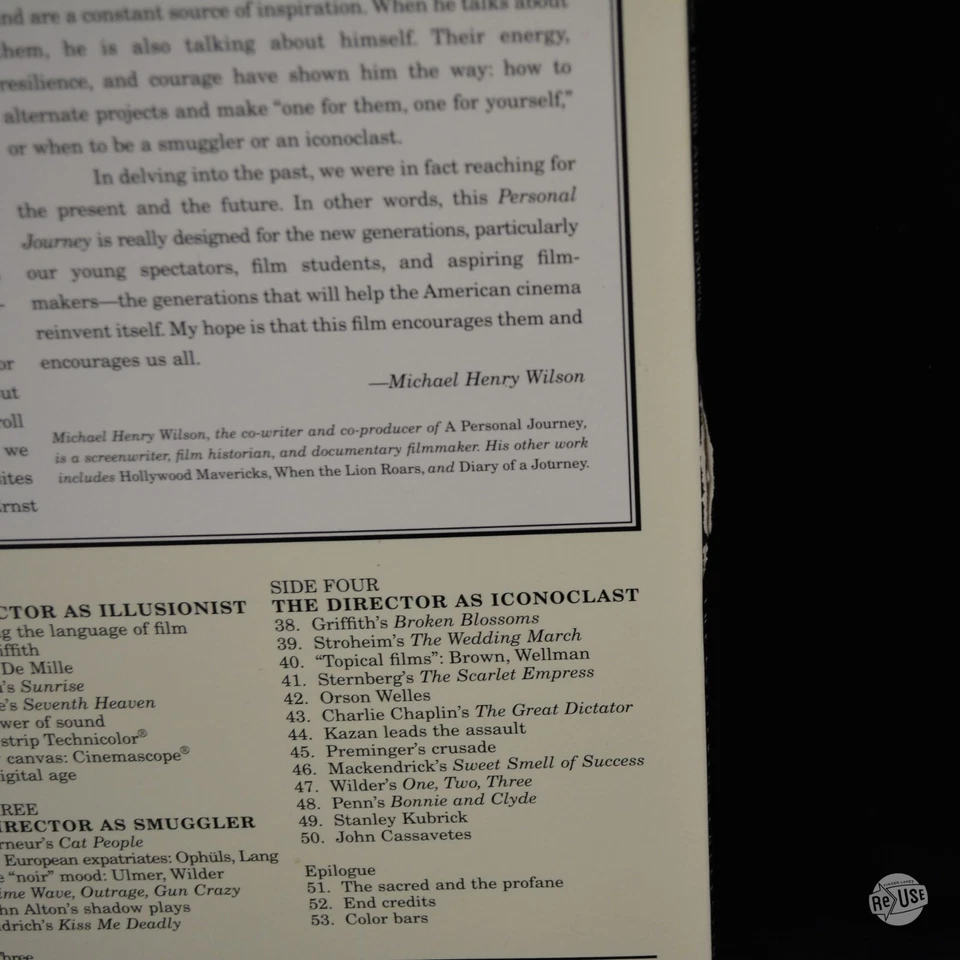 nd are a constant source of inspiration. When he talks about
them, he is also talking about himself. Their energy,
resilience, and courage have shown him the way: how to
alternate projects and make “one for them, one for yourself,”
or when to be a smuggler or an iconoclast.
In delving into the past, we were in fact reaching for
the present and the future. In other words, this Personal
Journey is really designed for the new generations, particularly
our young spectators, film students, and aspiring film-
makers—the generations that will help the American cinema
reinvent itself. My hope is that this film encourages them and
encourages us all.
—Michael Henry Wilson
Michael Henry Wilson, the co-writer and co-producer of A Personal Journey,
is a screenwriter, film historian, and documentary filmmaker. His other work
includes Hollywood Mavericks, When the Lion Roars, and Diary of a Journey.
or
ut
roll
we
ites
Ernst
CTOR AS ILLUSIONIST
g the language of film
iffith
De Mille
's Sunrise
e's Seventh Heaven
wer of sound
strip Technicolor®
canvas: Cinemascope®
igital age
REE
IRECTOR AS SMUGGLER
rneur's Cat People
European expatriates: Ophüls, Lang
e “noir” mood: Ulmer, Wilder
ime Wave, Outrage, Gun Crazy
hn Alton's shadow plays
drich's Kiss Me Deadly
Three
SIDE FOUR
THE DIRECTOR AS ICONOCLAST
38. Griffith's Broken Blossoms
39. Stroheim's The Wedding March
40. “Topical films”: Brown, Wellman
41. Sternberg's The Scarlet Empress
42. Orson Welles
43. Charlie Chaplin's The Great Dictator
44. Kazan leads the assault
45. Preminger's crusade
46. Mackendrick's Sweet Smell of Success
47. Wilder's One, Two, Three
48. Penn's Bonnie and Clyde
49. Stanley Kubrick
50. John Cassavetes
Epilogue
51. The sacred and the profane
52. End credits
53. Color bars
FINGER LAKES
ReUSE